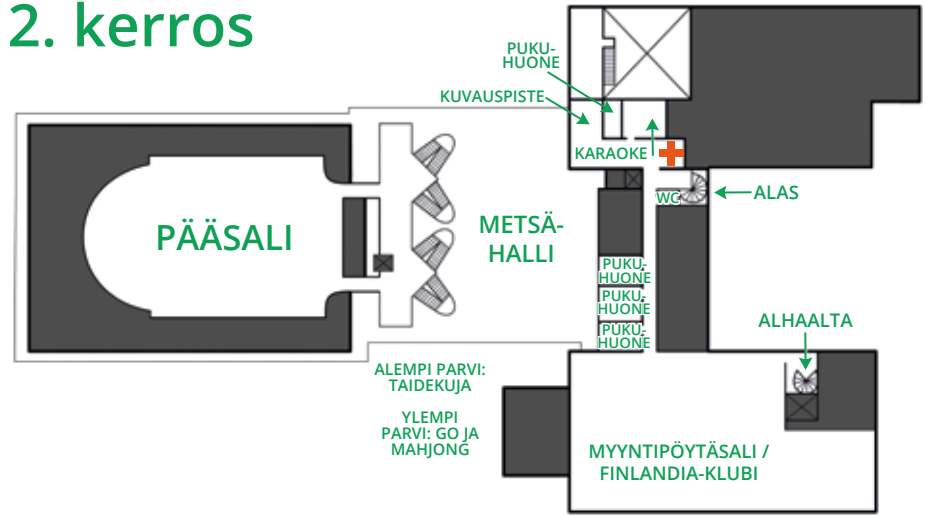 2. kerros
PUKU-
HUONE
KUVAUSPISTE
KARAOKE
WC
ALAS
PÄÄSALI
METSÄ-
HALLI
PUKU-
HUONE
PUKU-
HUONE
PUKU-
HUONE
ALHAALTA
ALEMPI PARVI:
TAIDEKUJA
YLEMPI
PARVI: GO JA
MAHJONG
MYYNTIPÖYTÄSALI /
FINLANDIA-KLUBI